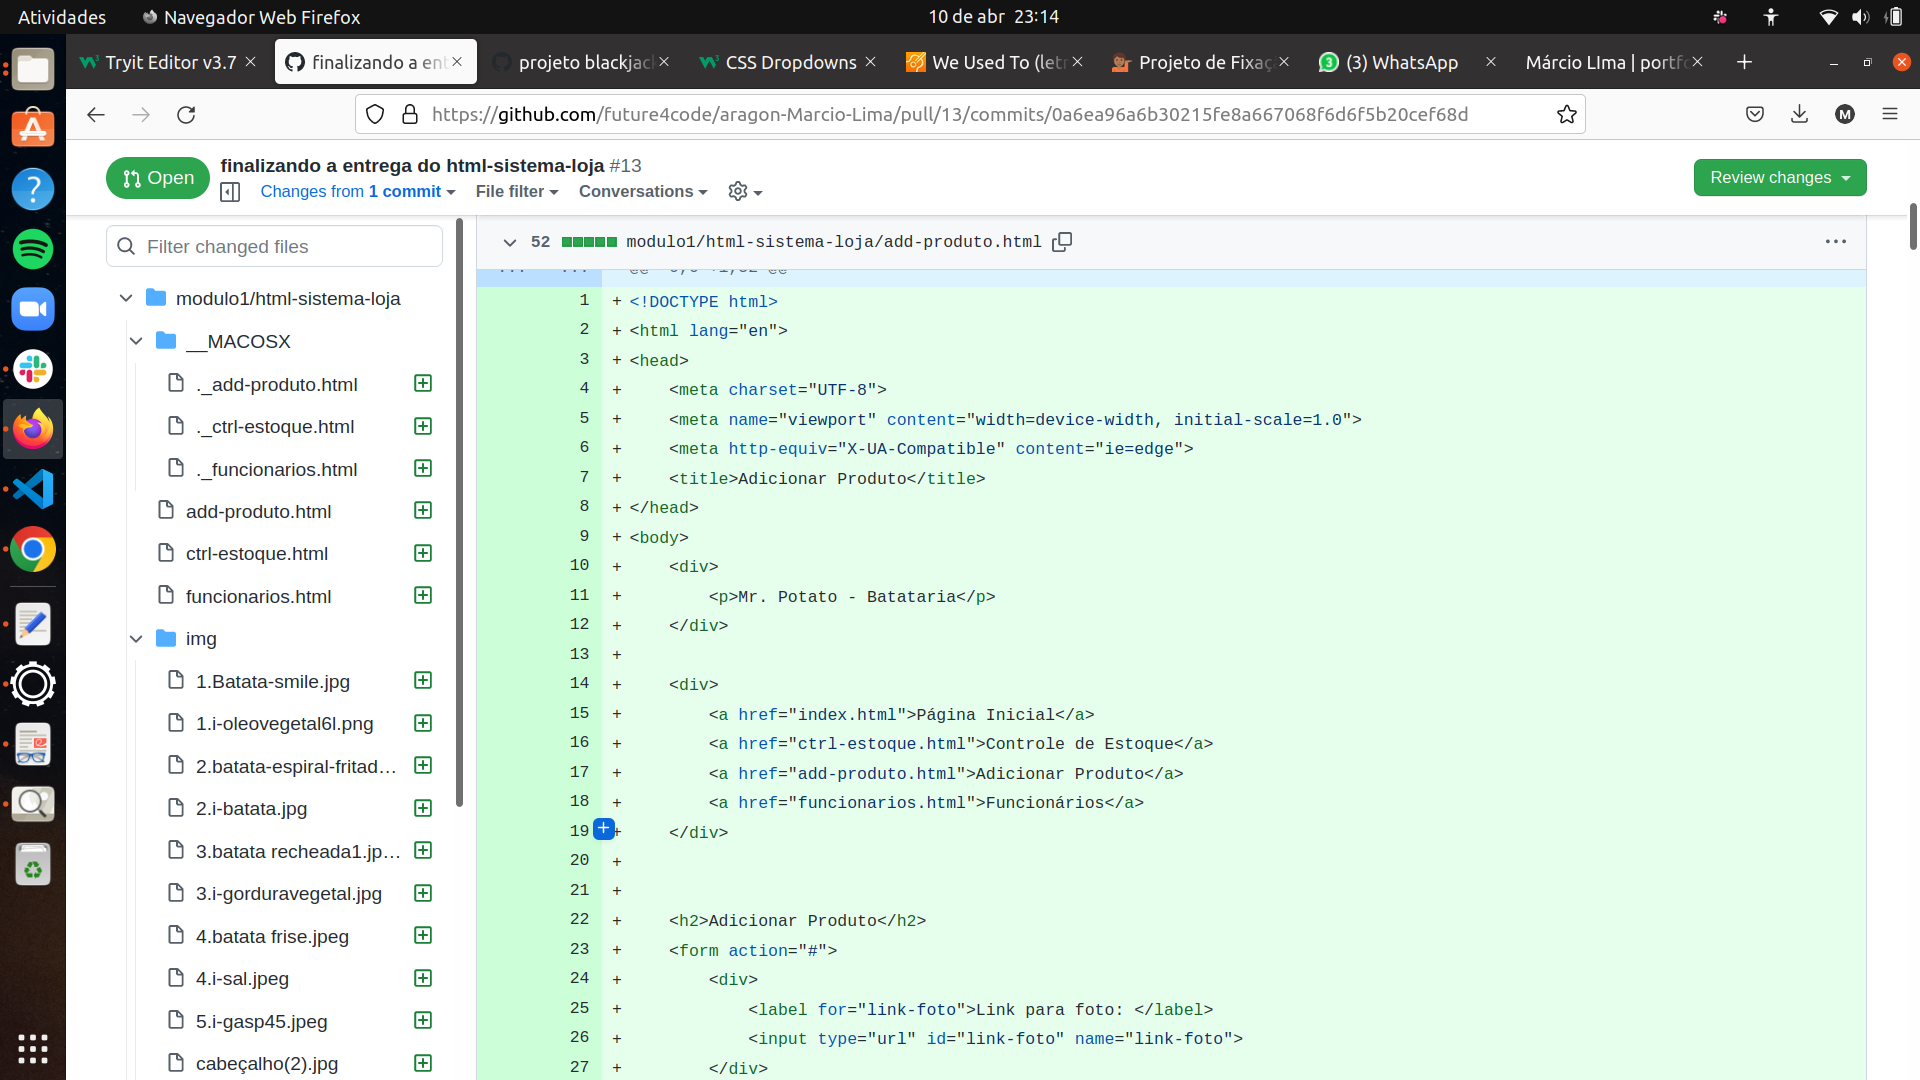 Atividades
Navegador Web Firefox
10 de abr 23:14
Tryit Editor v3.7
finalizando a ent
projeto blackjack
CSS Dropdowns
We Used To (letr
Projeto de Fixaç
(3) WhatsApp
Márcio LIma | portfo
https://github.com/future4code/aragon-Marcio-Lima/pull/13/commits/0a6ea96a6b30215fe8a667068f6d6f5b20cef68d
M
Open
finalizando a entrega do html-sistema-loja #13
Changes from 1 commit
File filter
Conversations
Review changes
Filter changed files
modulo1/html-sistema-loja
__MACOSX
._add-produto.html
._ctrl-estoque.html
._funcionarios.html
add-produto.html
ctrl-estoque.html
funcionarios.html
img
1.Batata-smile.jpg
1.i-oleovegetal6l.png
2.batata-espiral-fritad…
2.i-batata.jpg
3.batata recheada1.jp…
3.i-gorduravegetal.jpg
4.batata frise.jpeg
4.i-sal.jpeg
5.i-gasp45.jpeg
cabeçalho(2).jpg
52 modulo1/html-sistema-loja/add-produto.html
1 + <!DOCTYPE html>
2 + <html lang="en">
3 + <head>
4 + <meta charset="UTF-8">
5 + <meta name="viewport" content="width=device-width, initial-scale=1.0">
6 + <meta http-equiv="X-UA-Compatible" content="ie=edge">
7 + <title>Adicionar Produto</title>
8 + </head>
9 + <body>
10 + <div>
11 + <p>Mr. Potato - Batataria</p>
12 + </div>
13 +
14 + <div>
15 + <a href="index.html">Página Inicial</a>
16 + <a href="ctrl-estoque.html">Controle de Estoque</a>
17 + <a href="add-produto.html">Adicionar Produto</a>
18 + <a href="funcionarios.html">Funcionários</a>
19 + </div>
20 +
21 +
22 + <h2>Adicionar Produto</h2>
23 + <form action="#">
24 + <div>
25 + <label for="link-foto">Link para foto: </label>
26 + <input type="url" id="link-foto" name="link-foto">
27 + </div>